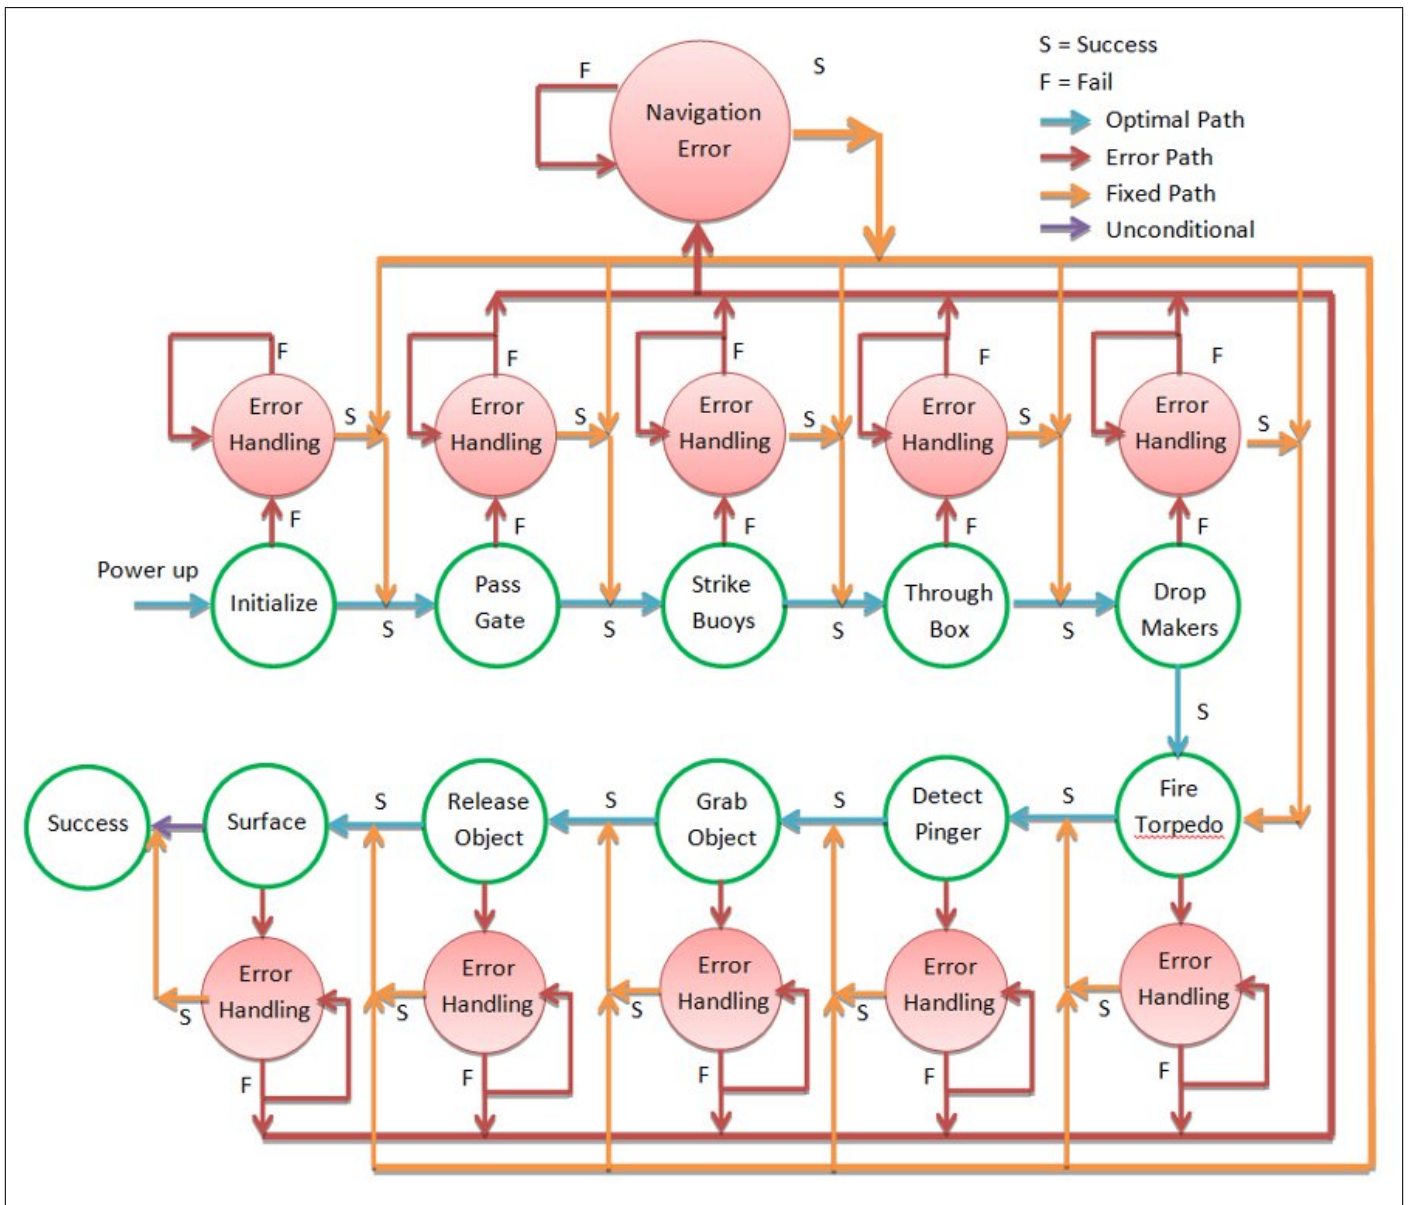 S = Success
F = Fail
Optimal Path
Error Path
Fixed Path
Unconditional
F
S
Navigation
Error
F
F
F
F
F
Error
Handling
S
Error
Handling
S
Error
Handling
S
Error
Handling
S
Error
Handling
S
F
F
F
F
F
Power up
Initialize
S
Pass
Gate
S
Strike
Buoys
S
Through
Box
S
Drop
Makers
S
Success
Surface
S
Release
Object
S
Grab
Object
S
Detect
Pinger
S
Fire
Torpedo
Error
Handling
S
Error
Handling
S
Error
Handling
S
Error
Handling
S
Error
Handling
S
F
F
F
F
F